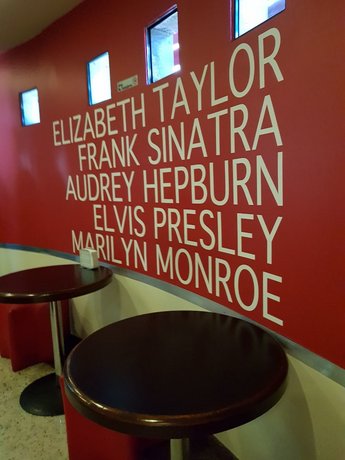 ELIZABETH TAYLOR
FRANK SINATRA
AUDREY HEPBURN
ELVIS PRESLEY
MARILYN MONROE